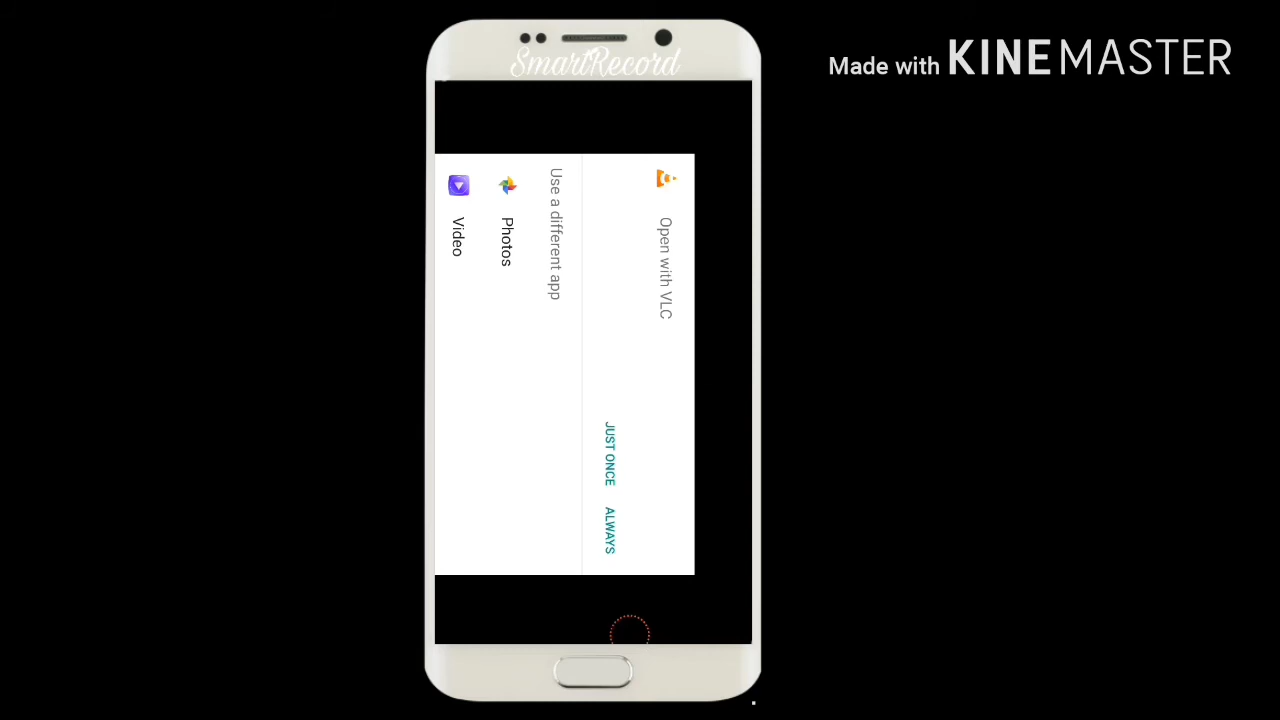 Made with KINEMASTER
SmartRecord
Open with VLC
JUST ONCE ALWAYS
Use a different app
Photos
Video